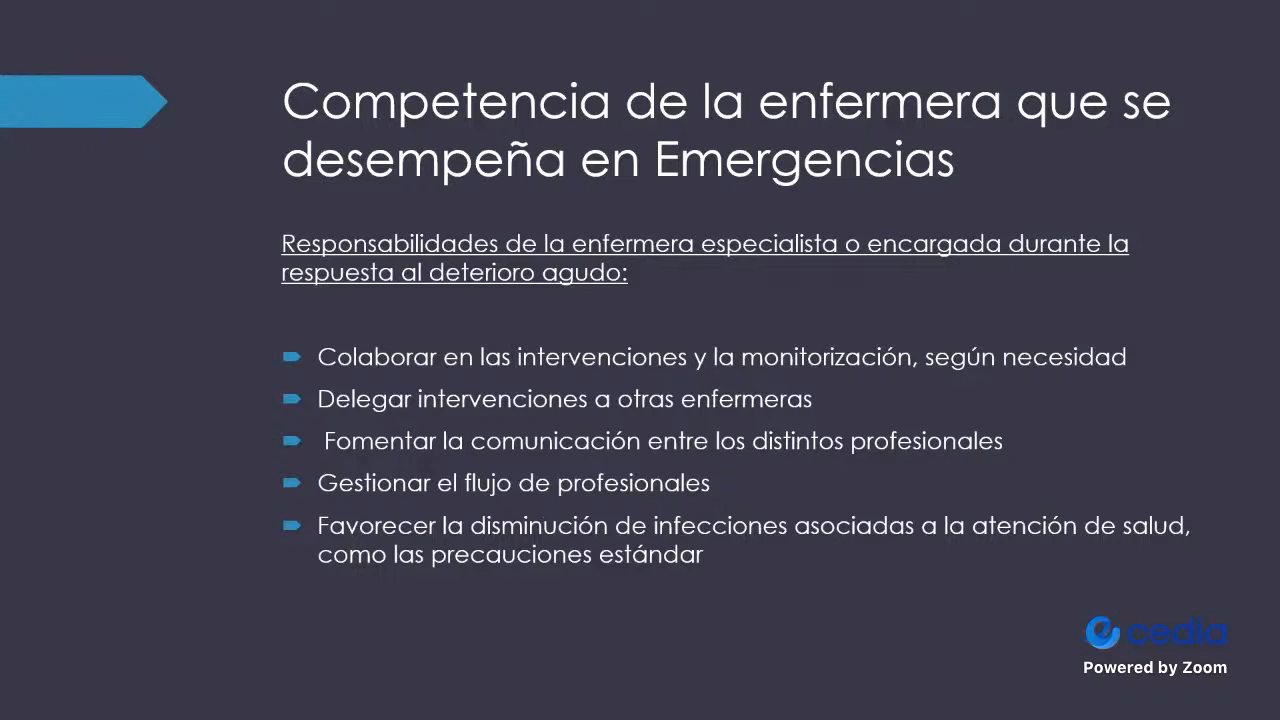 Competencia de la enfermera que se
desempeña en Emergencias
Responsabilidades de la enfermera especialista o encargada durante la
respuesta al deterioro agudo:
Colaborar en las intervenciones y la monitorización, según necesidad
Delegar intervenciones a otras enfermeras
Fomentar la comunicación entre los distintos profesionales
Gestionar el flujo de profesionales
Favorecer la disminución de infecciones asociadas a la atención de salud,
como las precauciones estándar
cedia
Powered by Zoom